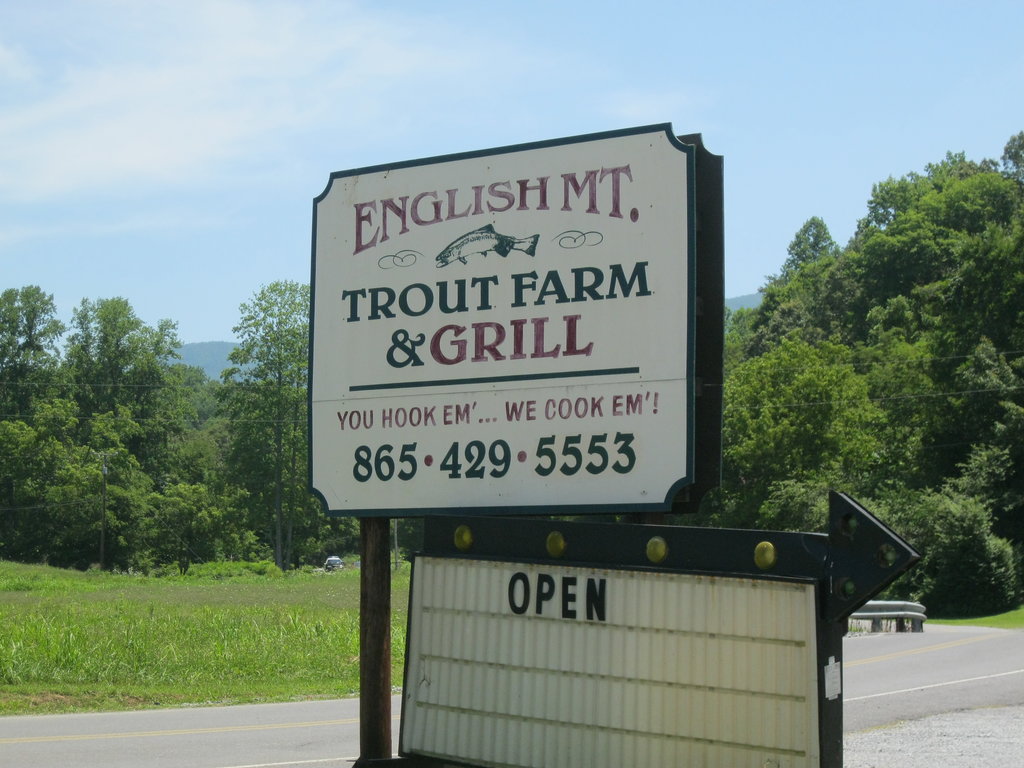 ENGLISH MT.
TROUT FARM
& GRILL
YOU HOOK EM'... WE COOK EM'!
865 • 429 • 5553
OPEN